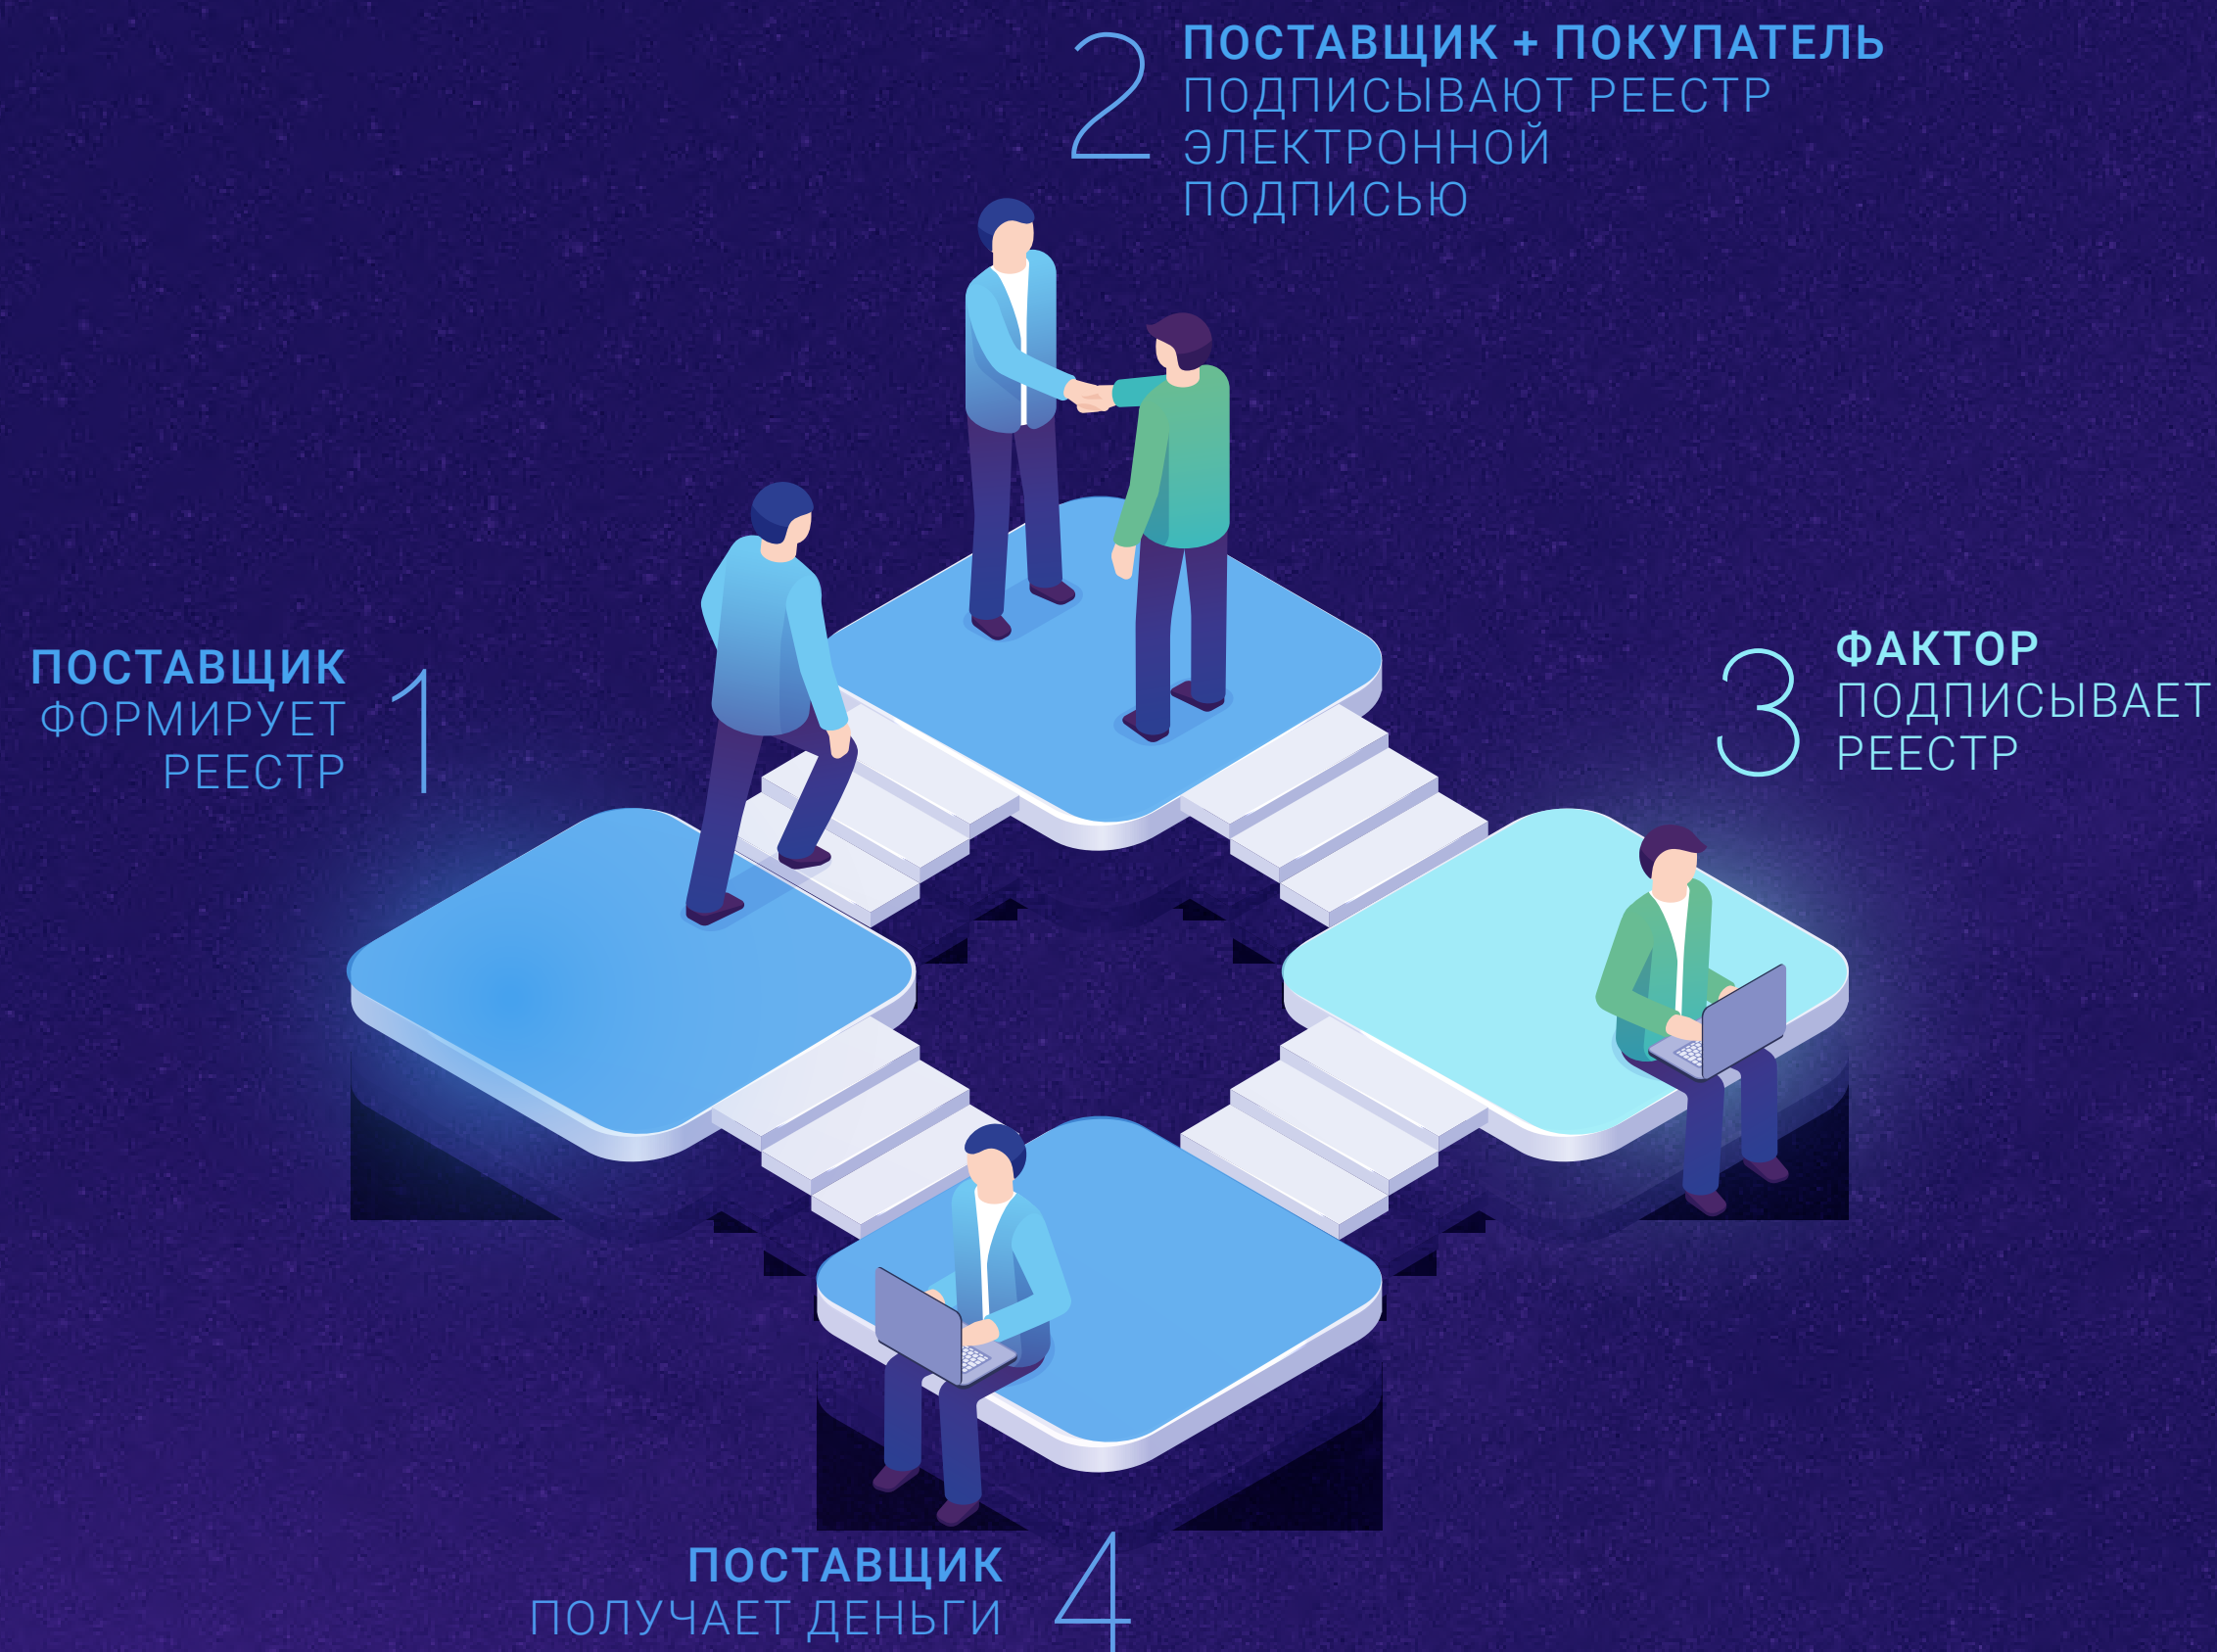 2
ПОСТАВЩИК + ПОКУПАТЕЛЬ
ПОДПИСЫВАЮТ РЕЕСТР
ЭЛЕКТРОННОЙ
ПОДПИСЬЮ
ПОСТАВЩИК
ФОРМИРУЕТ
РЕЕСТР
1
3
ФАКТОР
ПОДПИСЫВАЕТ
РЕЕСТР
ПОСТАВЩИК
ПОЛУЧАЕТ ДЕНЬГИ
4